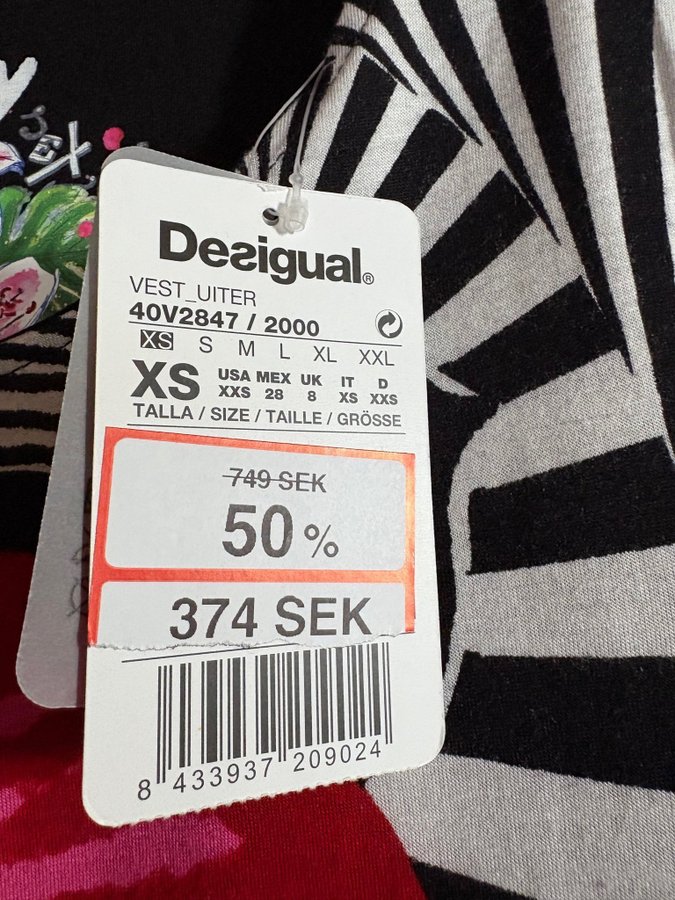 sex,
Desigual®
VEST_UITER
40V2847 / 2000
XS S M L XL XXL
XS USA MEX UK IT D
XXS 28 8 XS XXS
TALLA / SIZE / TAILLE / GRÖSSE
749 SEK
50 %
374 SEK
8 433937 209024